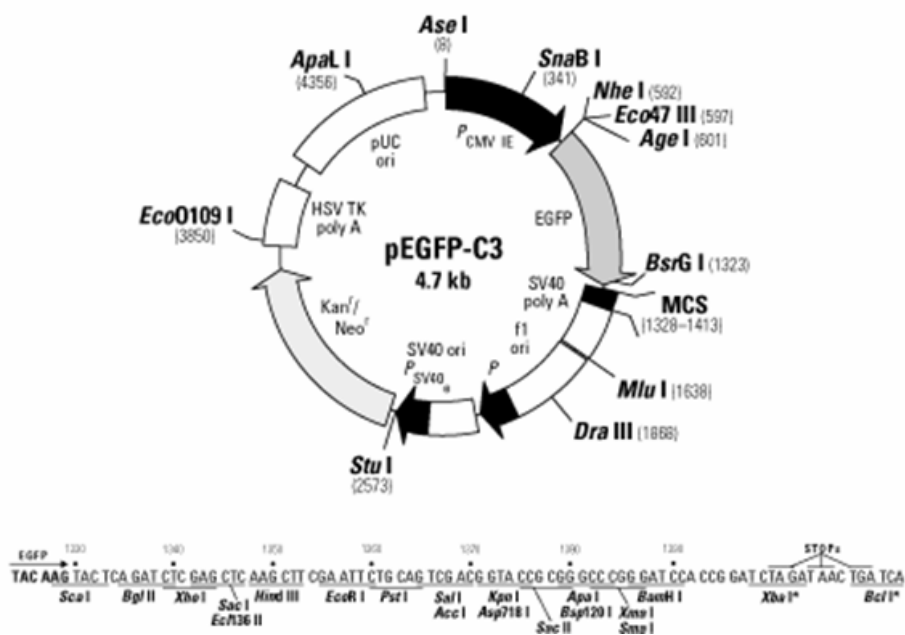 Ase I
(8)
ApaL I
(4356)
SnaB I
(341)
Nhe I (592)
Eco47 III (597)
Age I (601)
P CMV IE
pUC
ori
HSV TK
poly A
EcoO109 I
(3850)
EGFP
pEGFP-C3
4.7 kb
BsrG I (1323)
SV40
poly A
MCS
(1328–1413)
Kanr/
Neor
f1
ori
SV40 ori
P SV40e
P
Mlu I (1638)
Dra III (1868)
Stu I
(2573)
EGFP 1330 1340 1350 1360 1370 1380 1390 STOPs
TAC AAG TAC TCA GAT CTC GAG CTC AAG CTT CGA ATT CTG CAG TCG ACG GTA CCG CGG GCC CGG GAT CCA CCG GAT CTA GAT AAC TGA TCA
Sca I Bgl II Xho I Hind III EcoR I Pst I Sal I Kpn I Apa I BamH I Xba I* Bcl I*
Sac I Acc I Asp718 I Bsp120 I Xma I
Ecl136 II Sac II Sma I